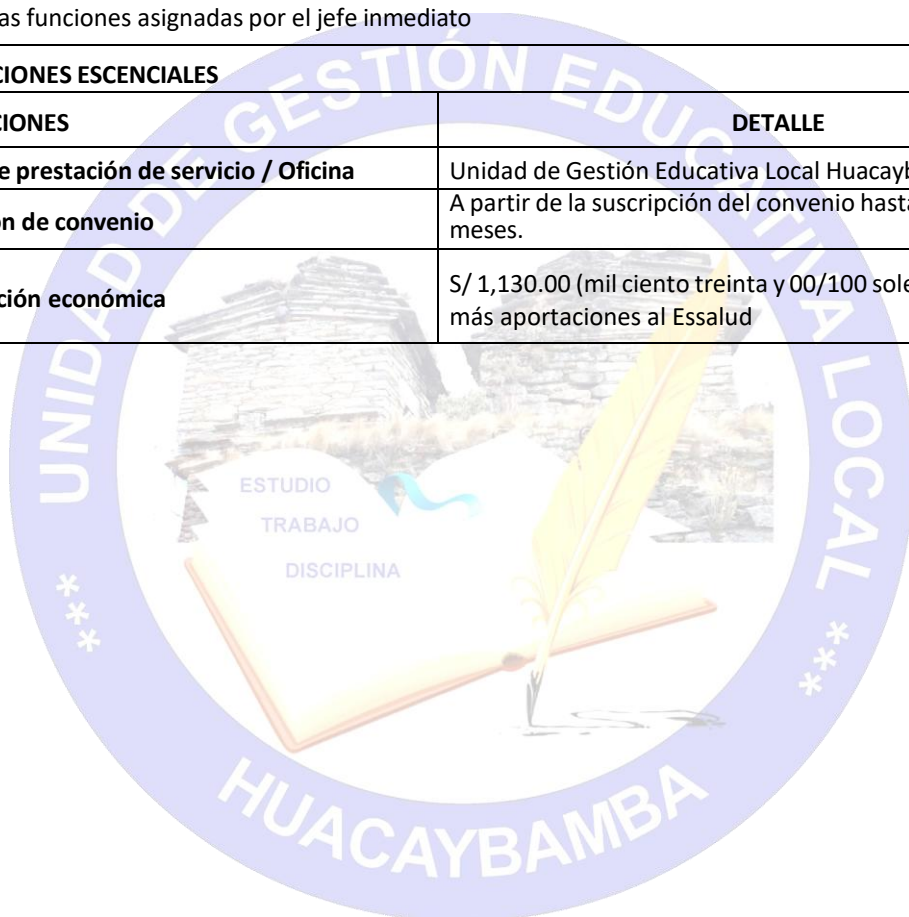 as funciones asignadas por el jefe inmediato
CIONES ESCENCIALES
CIONES DETALLE
e prestación de servicio / Oficina Unidad de Gestión Educativa Local Huacayb
n de convenio A partir de la suscripción del convenio hasta
meses.
ción económica S/ 1,130.00 (mil ciento treinta y 00/100 sole
más aportaciones al Essalud
UNIDAD DE GESTIÓN EDUCATIVA LOCAL
ESTUDIO
TRABAJO
DISCIPLINA
*** HUACAYBAMBA ***